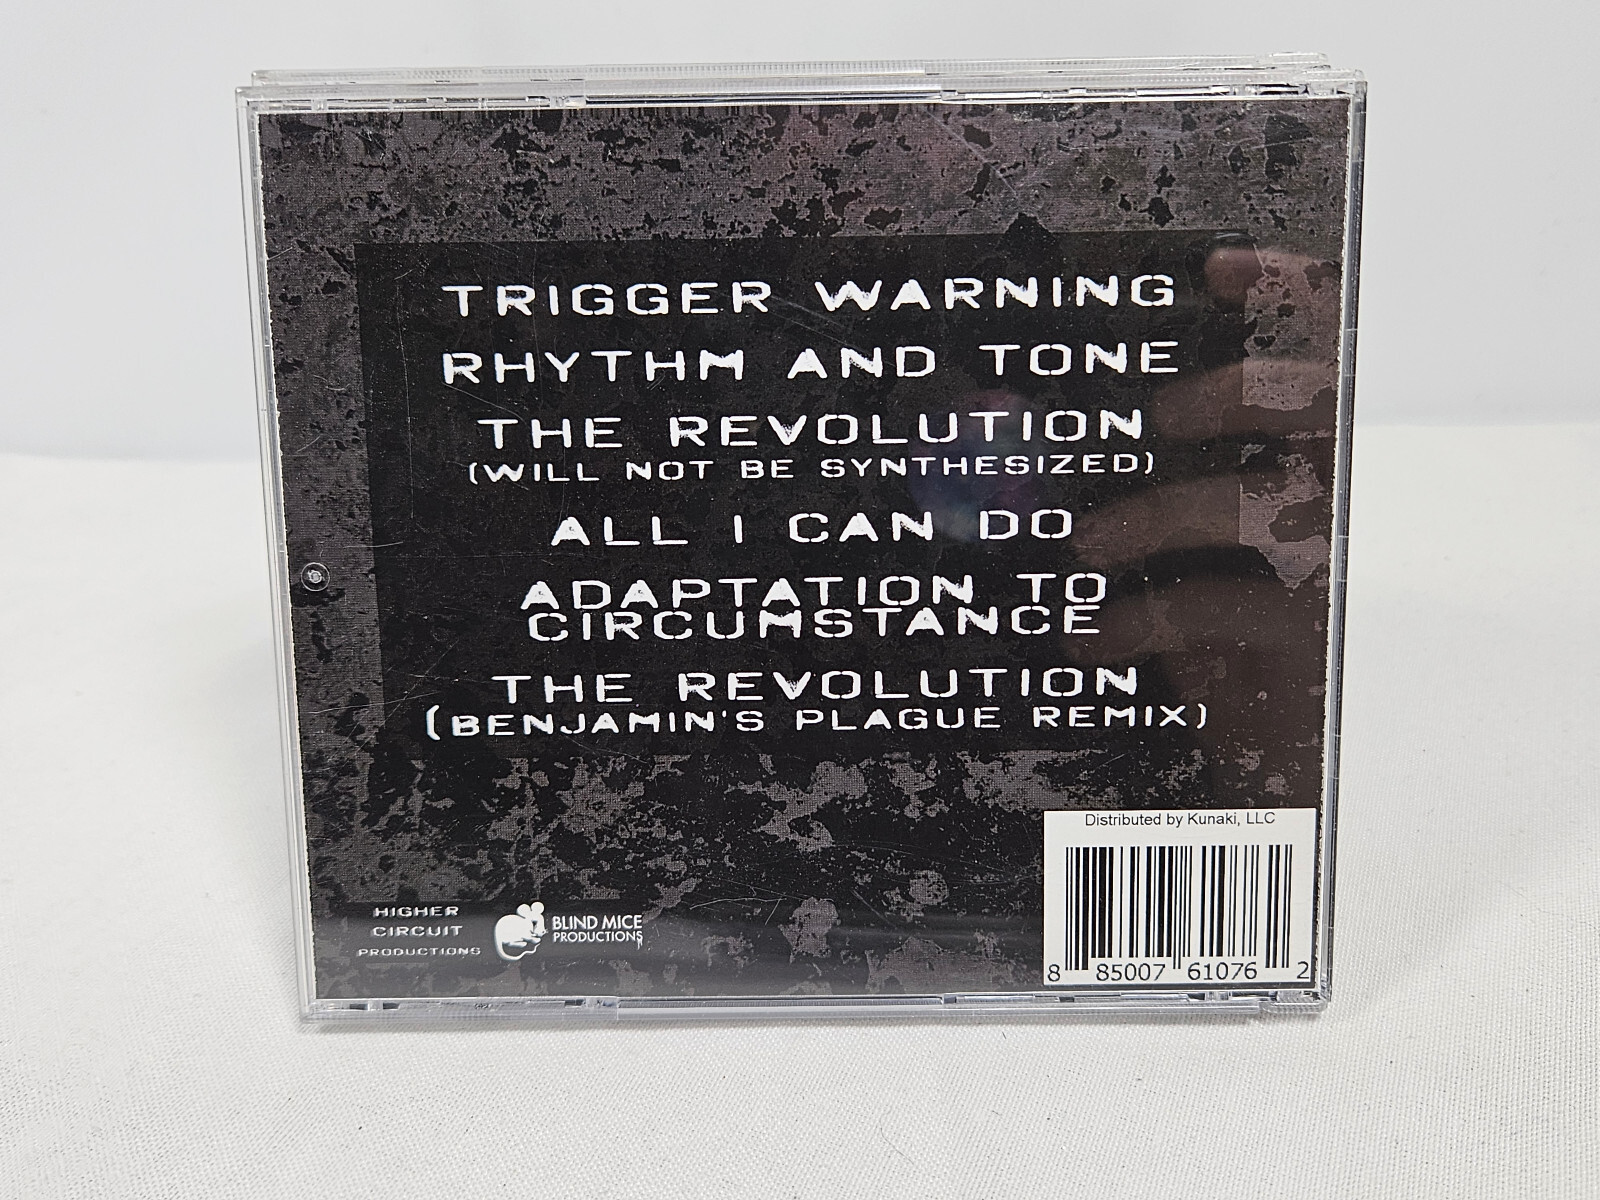 TRIGGER WARNING
RHYTHM AND TONE
THE REVOLUTION
(WILL NOT BE SYNTHESIZED)
ALL I CAN DO
ADAPTATION TO
CIRCUMSTANCE
THE REVOLUTION
(BENJAMIN'S PLAGUE REMIX)
HIGHER
CIRCUIT
PRODUCTIONS
BLIND MICE
PRODUCTIONS
Distributed by Kunaki, LLC
8 85007 61076 2